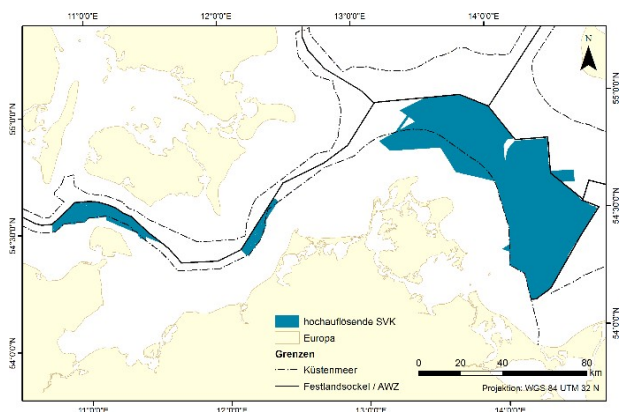 11°0'0"E 12°0'0"E 13°0'0"E 14°0'0"E
N
55°0'0"N
55°0'0"N
54°30'0"N
54°30'0"N
54°0'0"N
54°0'0"N
hochauflösende SVK
Europa
Grenzen
Küstenmeer
Festlandsockel / AWZ
0 20 40 60 80
km
Projektion: WGS 84 UTM 32 N
11°0'0"E 12°0'0"E 13°0'0"E 14°0'0"E